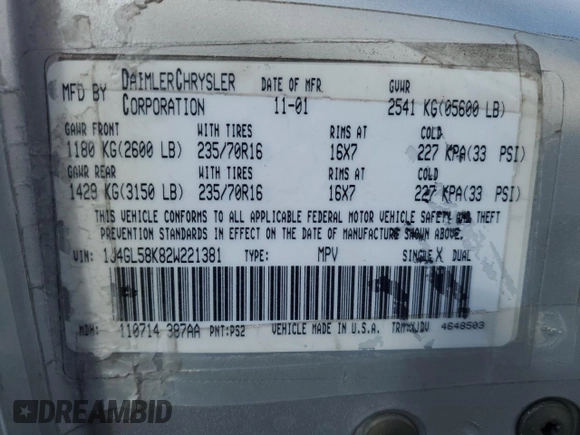 MFD BY DAIMLERCHRYSLER CORPORATION DATE OF MFR 11-01 GVWR 2541 KG(05600 LB)
GAWR FRONT WITH TIRES RIMS AT COLD
1180 KG(2600 LB) 235/70R16 16X7 227 KPA(33 PSI)
GAWR REAR WITH TIRES RIMS AT COLD
1429 KG(3150 LB) 235/70R16 16X7 227 KPA(33 PSI)
THIS VEHICLE CONFORMS TO ALL APPLICABLE FEDERAL MOTOR VEHICLE SAFETY AND THEFT
PREVENTION STANDARDS IN EFFECT ON THE DATE OF MANUFACTURE SHOWN ABOVE.
VIN: 1J4GL58K82W221381 TYPE: MPV SINGLE X DUAL
MDH: 110714 387AA PNT:PS2 VEHICLE MADE IN U.S.A. 4648503
DREAMBID